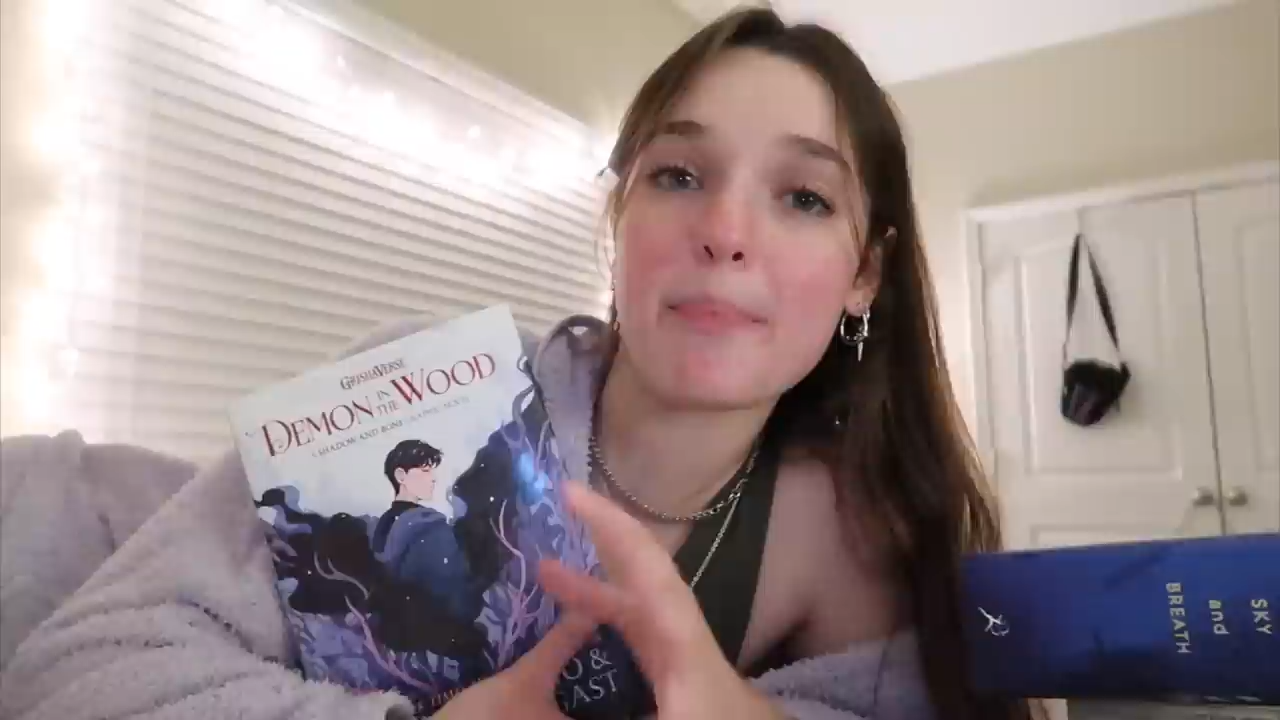 GRISHAVERSE
DEMON IN THE WOOD
A SHADOW AND BONE GRAPHIC NOVEL
SKY
and
BREATH